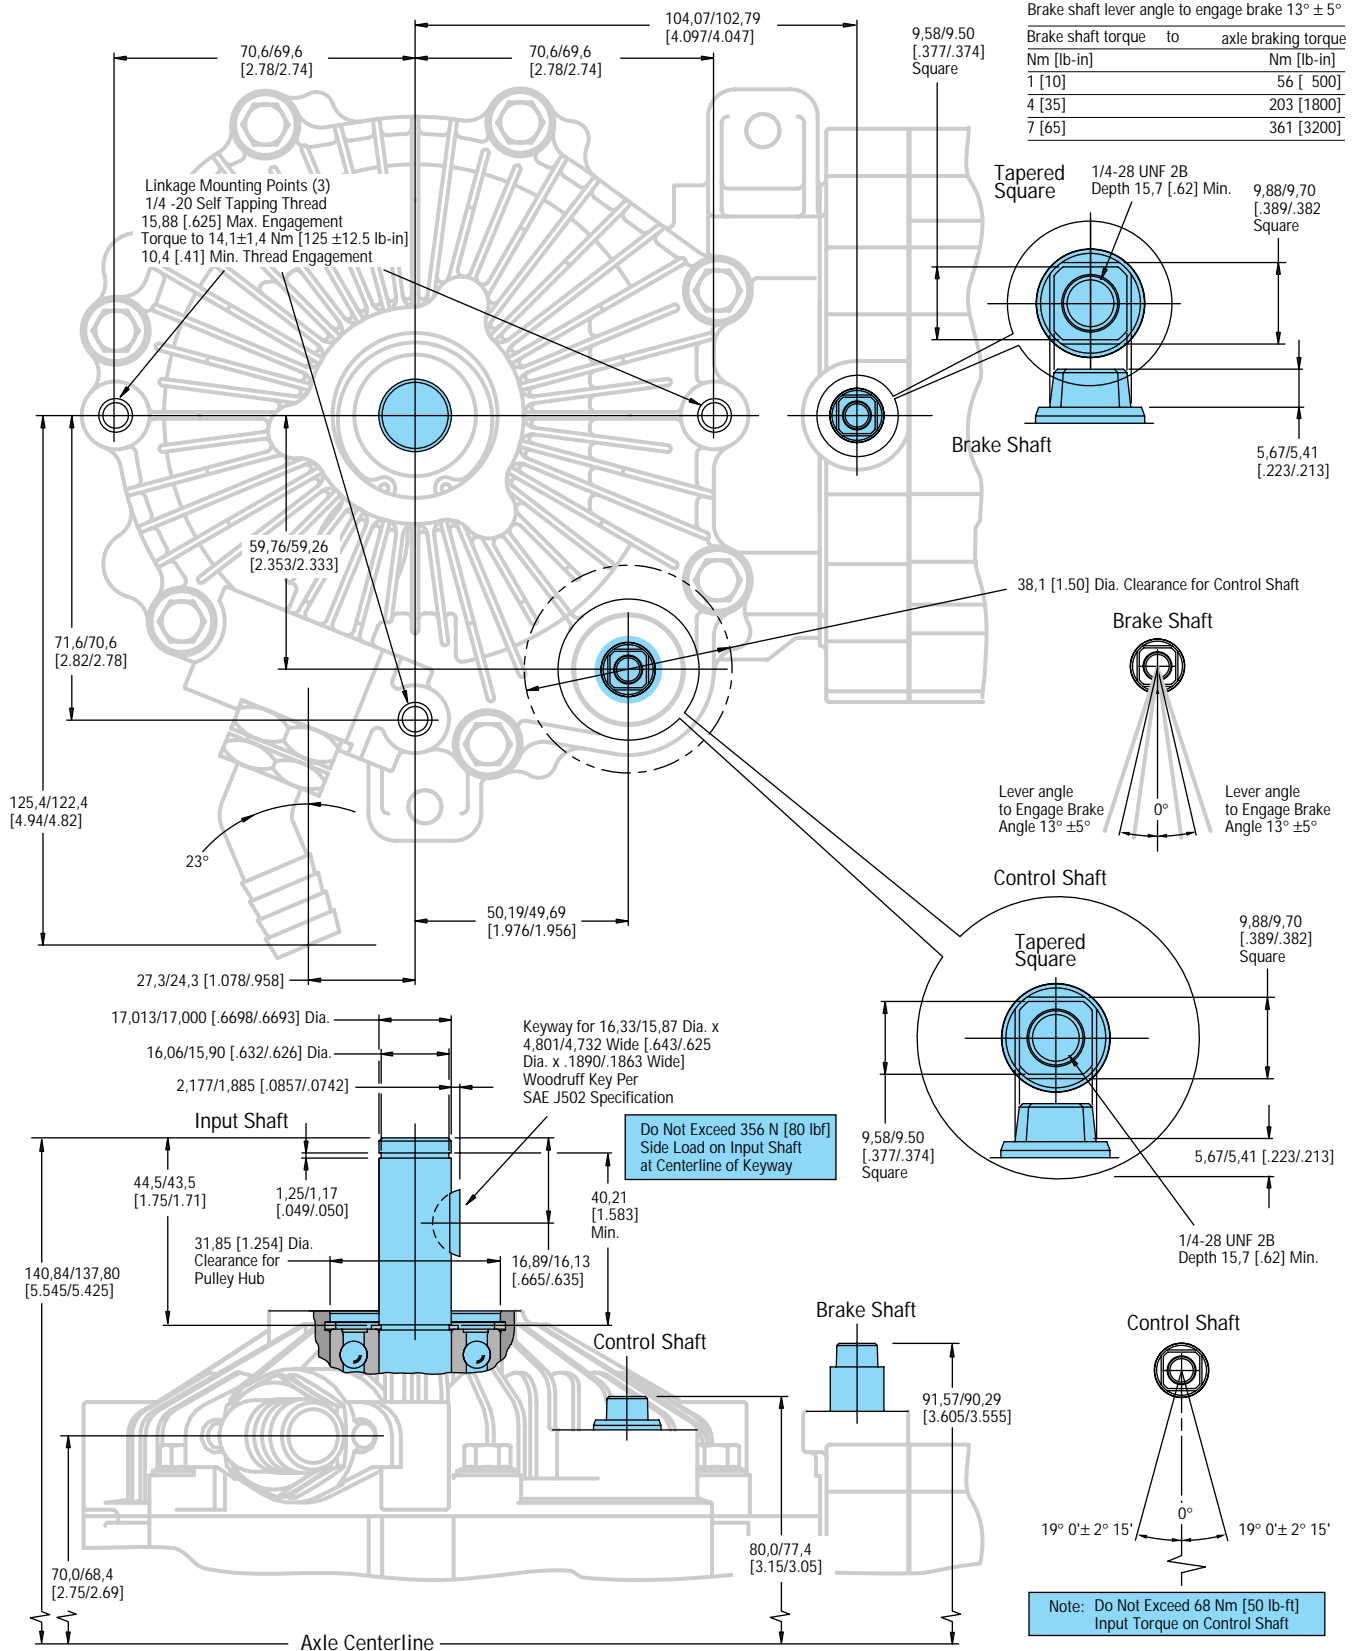 Brake shaft lever angle to engage brake 13° ± 5°
Brake shaft torque to axle braking torque
Nm [lb-in] Nm [lb-in]
1 [10] 56 [ 500]
4 [35] 203 [1800]
7 [65] 361 [3200]
104,07/102,79
[4.097/4.047]
70,6/69,6
[2.78/2.74]
70,6/69,6
[2.78/2.74]
9,58/9.50
[.377/.374]
Square
Linkage Mounting Points (3)
1/4 -20 Self Tapping Thread
15,88 [.625] Max. Engagement
Torque to 14,1±1,4 Nm [125 ±12.5 lb-in]
10,4 [.41] Min. Thread Engagement
Tapered
Square
1/4-28 UNF 2B
Depth 15,7 [.62] Min.
9,88/9,70
[.389/.382
Square
Brake Shaft
5,67/5,41
[.223/.213]
59,76/59,26
[2.353/2.333]
38,1 [1.50] Dia. Clearance for Control Shaft
71,6/70,6
[2.82/2.78]
Brake Shaft
125,4/122,4
[4.94/4.82]
23°
Lever angle
to Engage Brake
Angle 13° ±5°
0°
Lever angle
to Engage Brake
Angle 13° ±5°
50,19/49,69
[1.976/1.956]
Control Shaft
Tapered
Square
9,88/9,70
[.389/.382]
Square
27,3/24,3 [1.078/.958]
17,013/17,000 [.6698/.6693] Dia.
16,06/15,90 [.632/.626] Dia.
2,177/1,885 [.0857/.0742]
Keyway for 16,33/15,87 Dia. x
4,801/4,732 Wide [.643/.625
Dia. x .1890/.1863 Wide]
Woodruff Key Per
SAE J502 Specification
Input Shaft
Do Not Exceed 356 N [80 lbf]
Side Load on Input Shaft
at Centerline of Keyway
9,58/9.50
[.377/.374]
Square
5,67/5,41 [.223/.213]
44,5/43,5
[1.75/1.71]
1,25/1,17
[.049/.050]
40,21
[1.583]
Min.
31,85 [1.254] Dia.
Clearance for
Pulley Hub
16,89/16,13
[.665/.635]
1/4-28 UNF 2B
Depth 15,7 [.62] Min.
140,84/137,80
[5.545/5.425]
Control Shaft
Brake Shaft
Control Shaft
91,57/90,29
[3.605/3.555]
80,0/77,4
[3.15/3.05]
70,0/68,4
[2.75/2.69]
0°
19° 0'± 2° 15'
19° 0'± 2° 15'
Note: Do Not Exceed 68 Nm [50 lb-ft]
Input Torque on Control Shaft
Axle Centerline